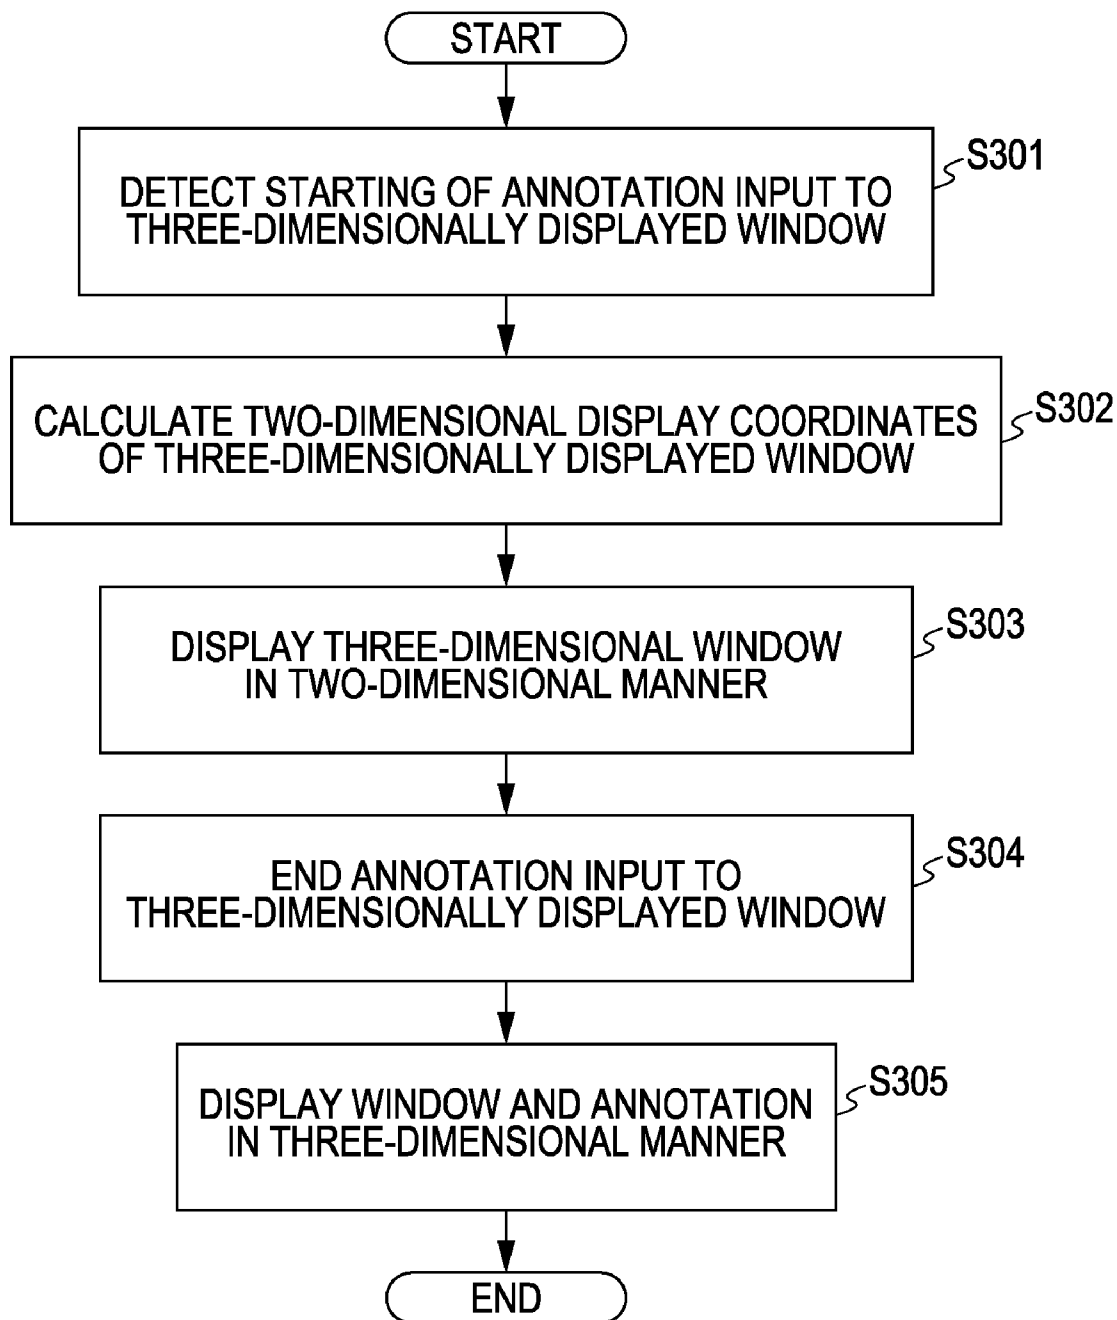 START
DETECT STARTING OF ANNOTATION INPUT TO
THREE-DIMENSIONALLY DISPLAYED WINDOW
S301
CALCULATE TWO-DIMENSIONAL DISPLAY COORDINATES
OF THREE-DIMENSIONALLY DISPLAYED WINDOW
S302
DISPLAY THREE-DIMENSIONAL WINDOW
IN TWO-DIMENSIONAL MANNER
S303
END ANNOTATION INPUT TO
THREE-DIMENSIONALLY DISPLAYED WINDOW
S304
DISPLAY WINDOW AND ANNOTATION
IN THREE-DIMENSIONAL MANNER
S305
END